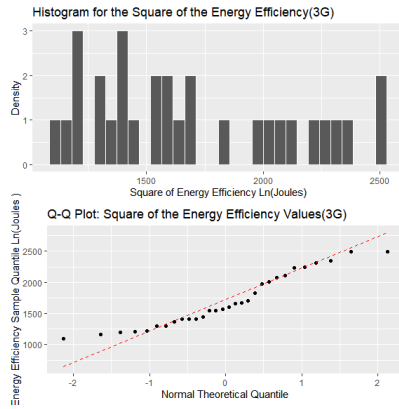 Histogram for the Square of the Energy Efficiency(3G)
3
2
1
0
Density
1500
2000
2500
Square of Energy Efficiency Ln(Joules)
Q-Q Plot: Square of the Energy Efficiency Values(3G)
Energy Efficiency Sample Quantile Ln(Joules )
2500
2000
1500
1000
-2
-1
0
1
2
Normal Theoretical Quantile